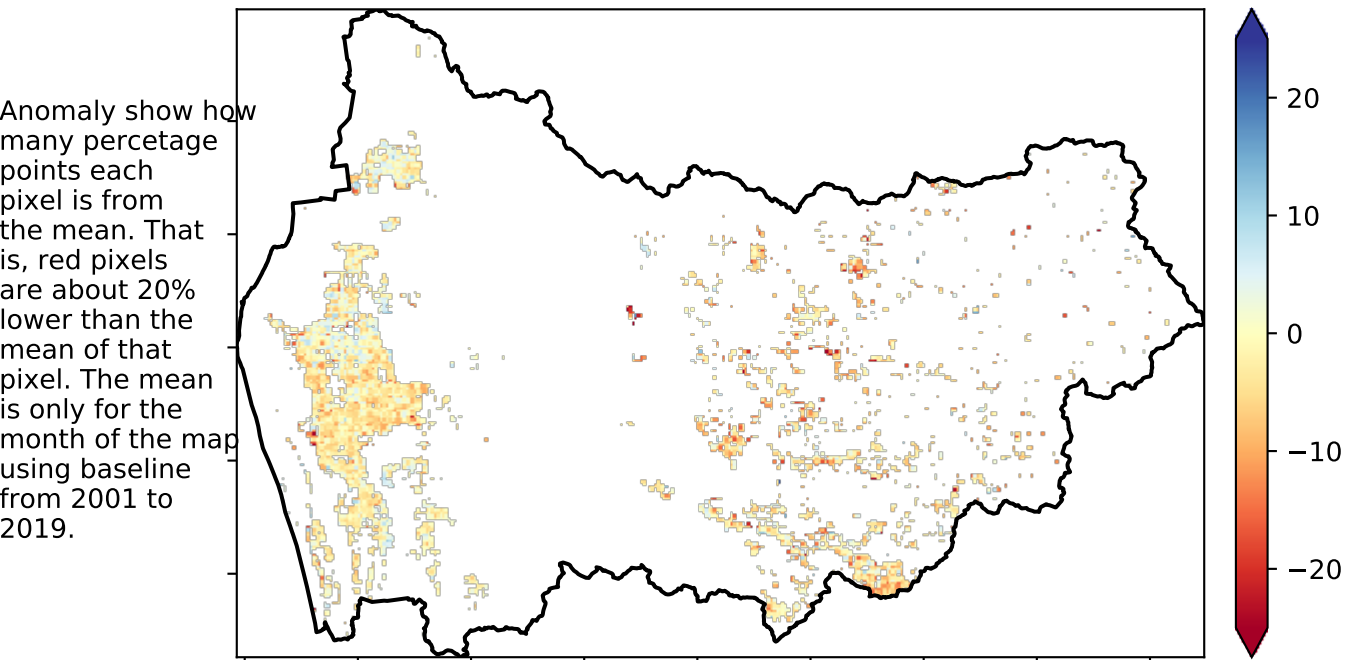 Anomaly show how
many percetage
points each
pixel is from
the mean. That
is, red pixels
are about 20%
lower than the
mean of that
pixel. The mean
is only for the
month of the map
using baseline
from 2001 to
2019.
20
10
0
−10
−20